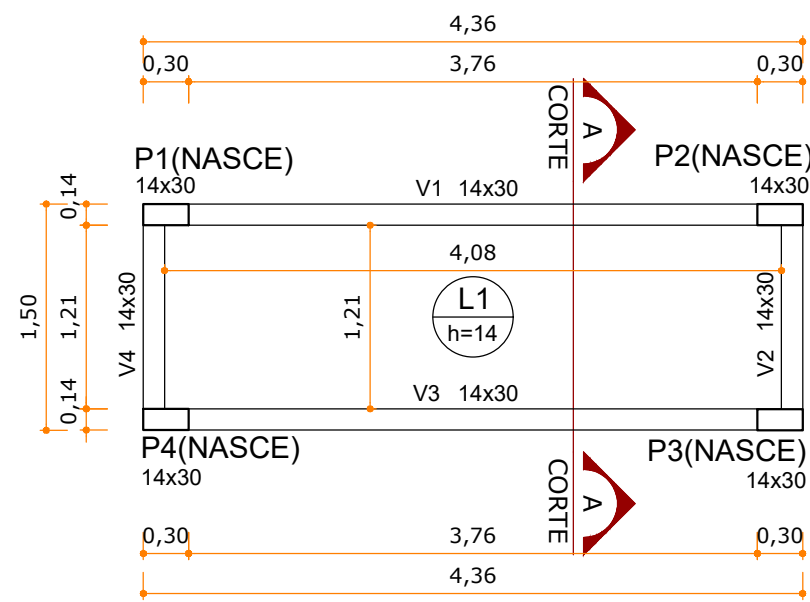 4,36
0,30 3,76 0,30
CORTE A
P1(NASCE)
14x30
P2(NASCE)
14x30
V1 14x30
0,14
4,08
1,50
1,21
V4 14x30
1,21
L1
h=14
V2 14x30
V3 14x30
0,14
P4(NASCE)
14x30
P3(NASCE)
14x30
CORTE A
0,30 3,76 0,30
4,36